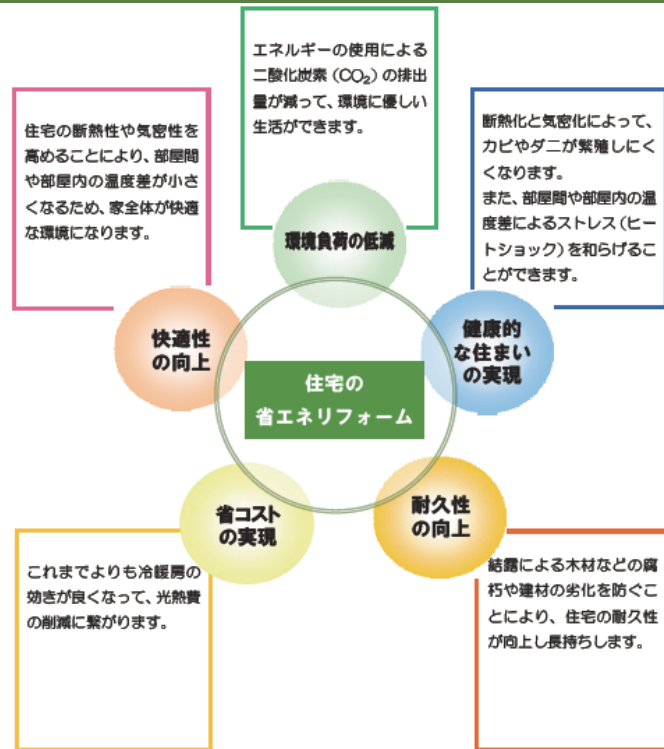 エネルギーの使用による
二酸化炭素（CO₂）の排出
量が減って、環境に優しい
生活ができます。
環境負荷の低減
住宅の断熱性や気密性を
高めることにより、部屋間
や部屋内の温度差が小さ
くなるため、家全体が快適
な環境になります。
快適性
の向上
断熱化と気密化によって、
カビやダニが繁殖しにく
くなります。
また、部屋間や部屋内の温
度差によるストレス（ヒー
トショック）を和らげるこ
とができます。
健康的
な住まい
の実現
住宅の
省エネリフォーム
省コスト
の実現
これまでよりも冷暖房の
効きが良くなって、光熱費
の削減に繋がります。
耐久性
の向上
結露による木材などの腐
朽や建材の劣化を防ぐこ
とにより、住宅の耐久性
が向上し長持ちします。